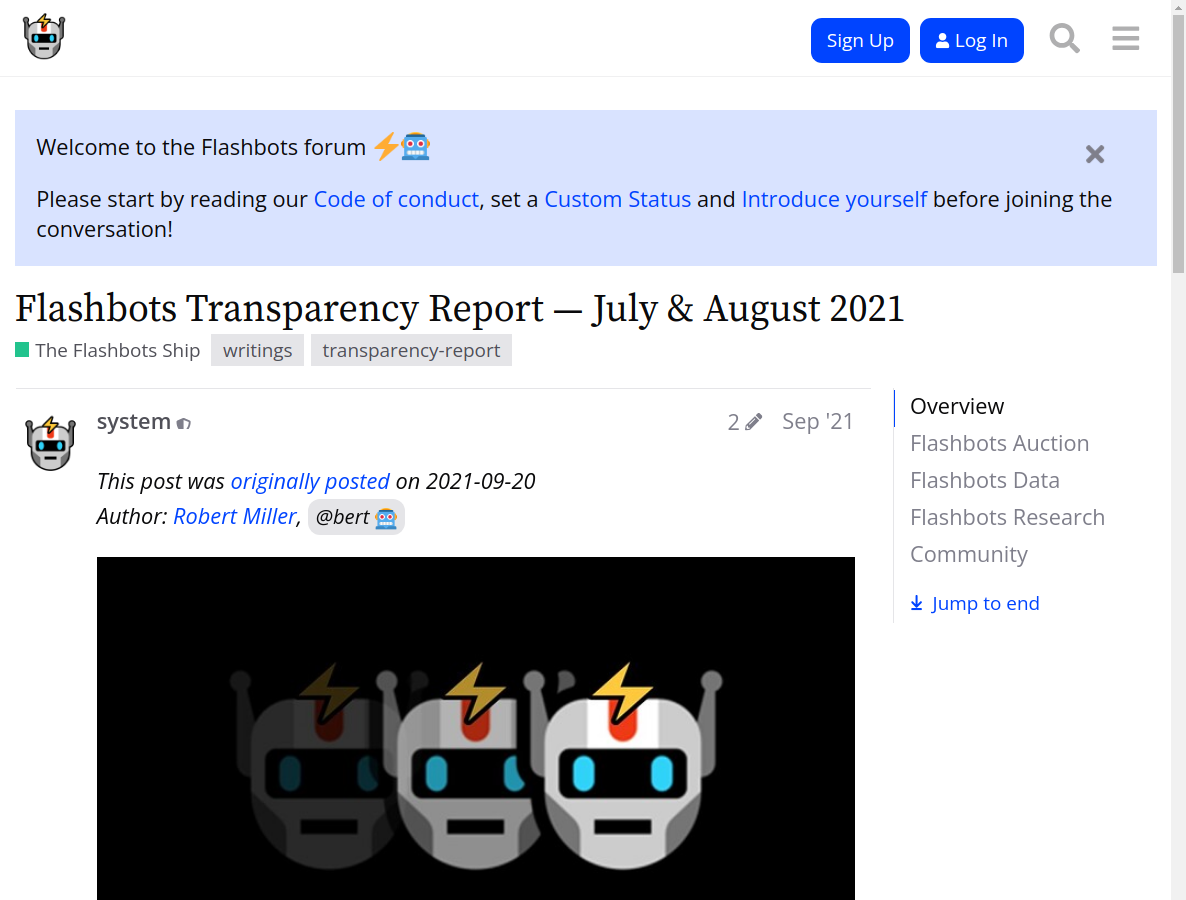 Sign Up
Log In
Welcome to the Flashbots forum
Please start by reading our Code of conduct, set a Custom Status and Introduce yourself before joining the
conversation!
Flashbots Transparency Report — July & August 2021
The Flashbots Ship writings transparency-report
system 2 Sep '21
This post was originally posted on 2021-09-20
Author: Robert Miller, @bert
Overview
Flashbots Auction
Flashbots Data
Flashbots Research
Community
Jump to end